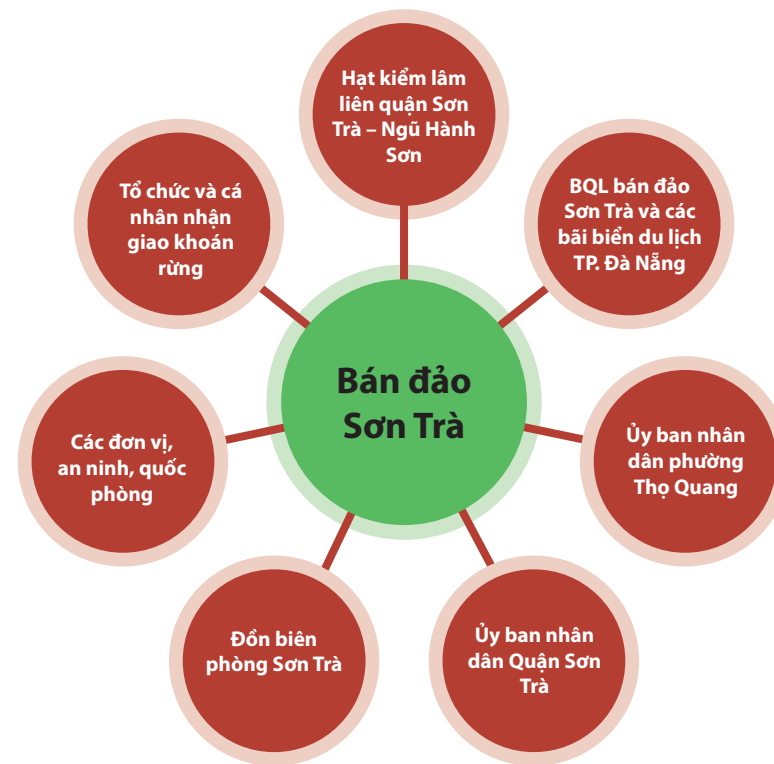 Hạt kiểm lâm
liên quận Sơn
Trà – Ngũ Hành
Sơn
Tổ chức và cá
nhân nhận
giao khoán
rừng
BQL bán đảo
Sơn Trà và các
bãi biển du lịch
TP. Đà Nẵng
Bán đảo
Sơn Trà
Các đơn vị,
an ninh, quốc
phòng
Ủy ban nhân
dân phường
Thọ Quang
Đồn biên
phòng Sơn Trà
Ủy ban nhân
dân Quận Sơn
Trà